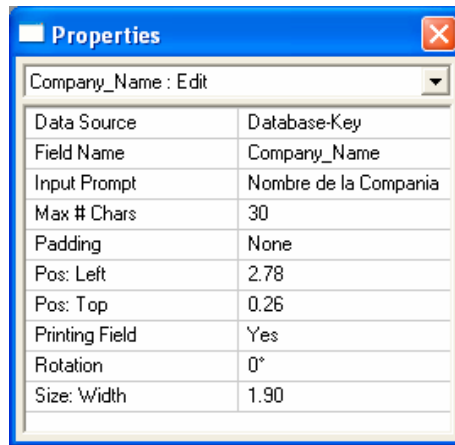 Properties
Company_Name : Edit
Data Source Database-Key
Field Name Company_Name
Input Prompt Nombre de la Compania
Max # Chars 30
Padding None
Pos: Left 2.78
Pos: Top 0.26
Printing Field Yes
Rotation 0°
Size: Width 1.90